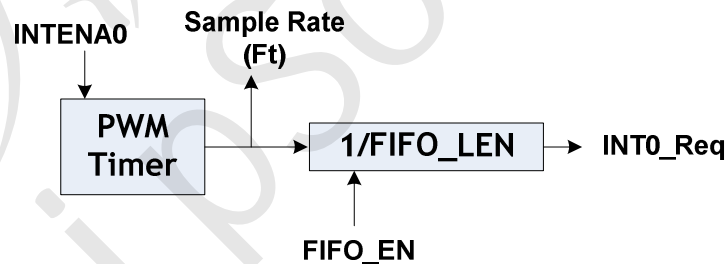 INTENA0
Sample Rate
(Ft)
PWM
Timer
1/FIFO_LEN
INT0_Req
FIFO_EN